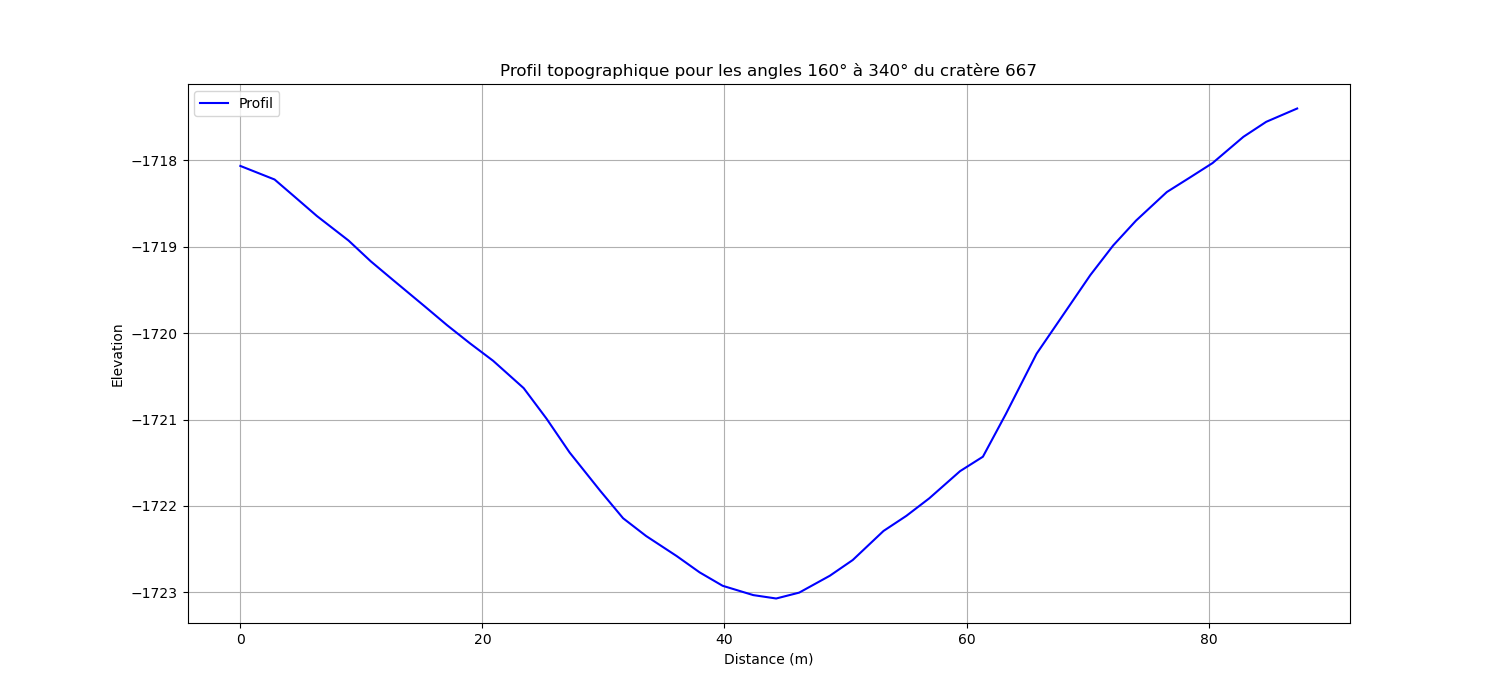 Profil topographique pour les angles 160° à 340° du cratère 667
Profil
−1718
−1719
−1720
−1721
−1722
−1723
Elevation
0 20 40 60 80
Distance (m)